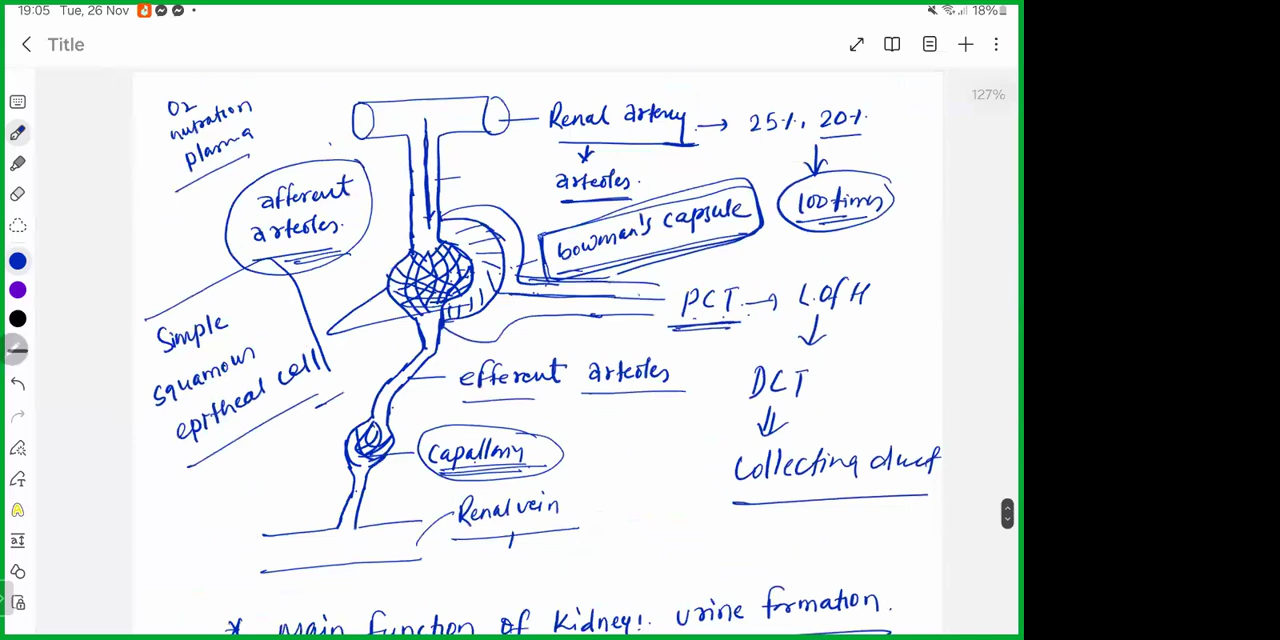 19:05 Tue, 26 Nov
18%
Title
127%
O2
nutration
plasma
afferent
arteoles.
Simple
squamous
epitheal cell
Renal artery → 25%, 20%
arteoles.
100 times
bowman's capsule
PCT → L.Of H
DCT
Collecting duct
efferent arteoles
Capallary
Renal vein
* main function of Kidney:. Urine formation.